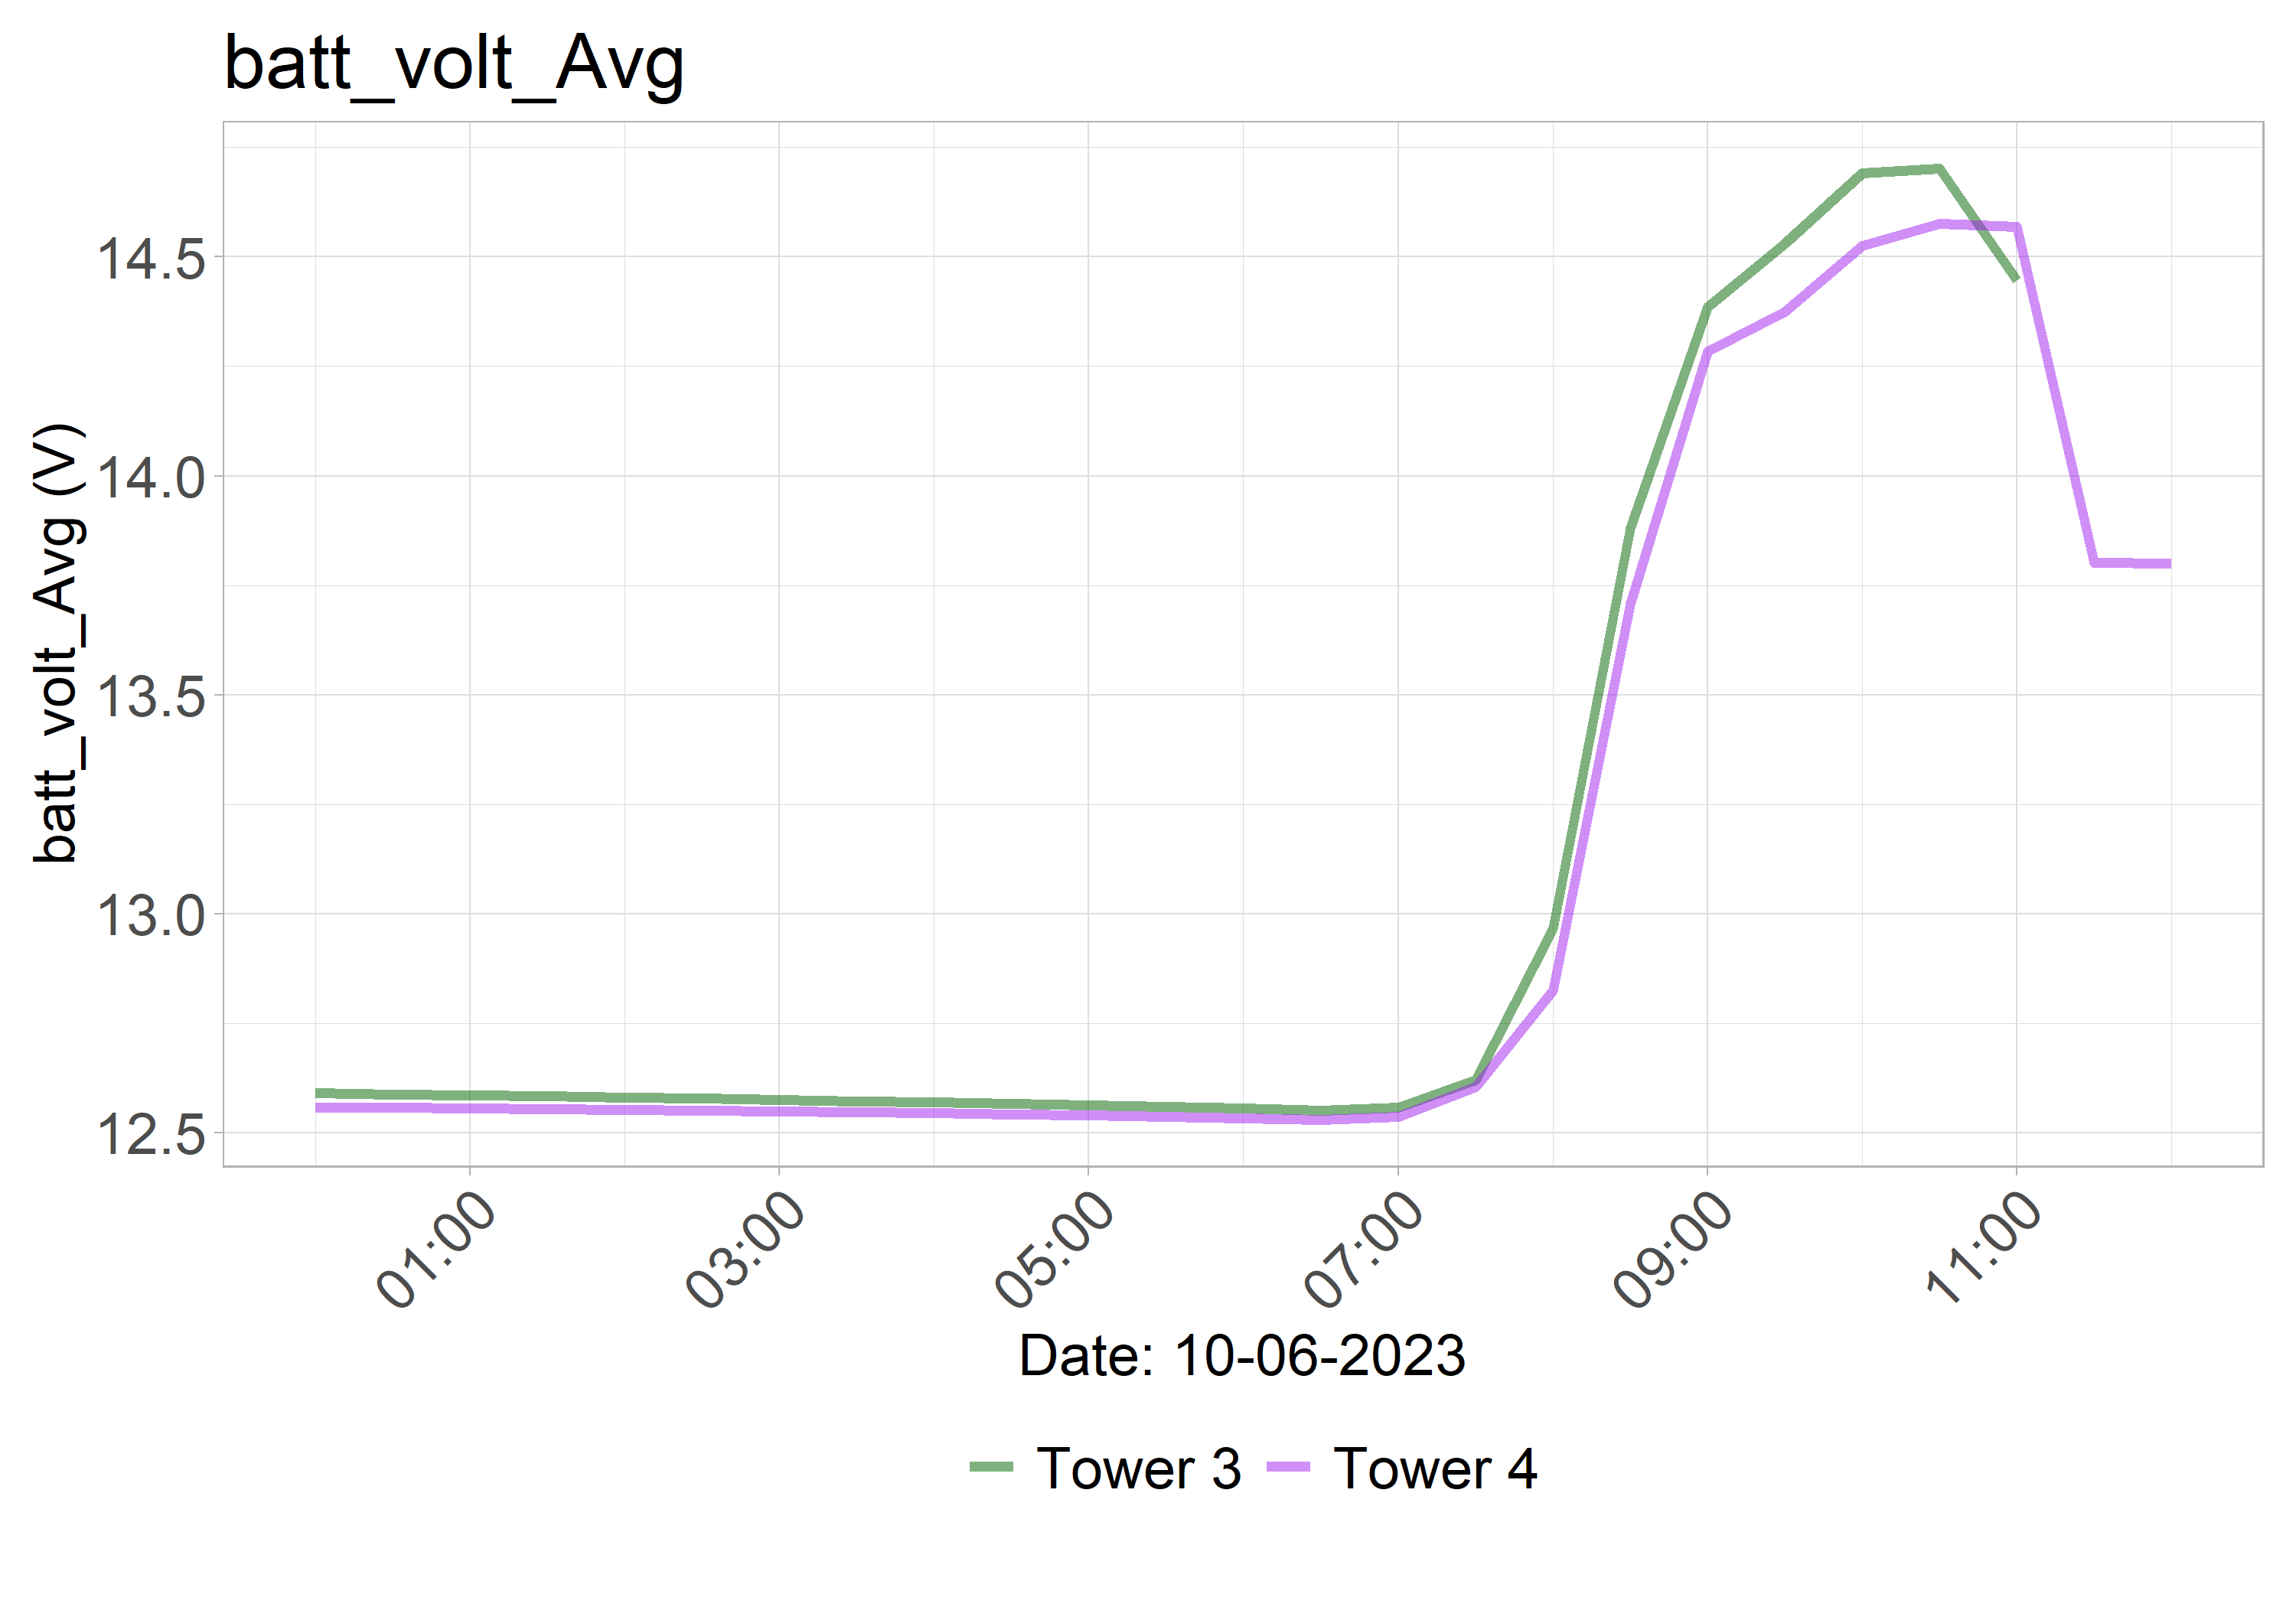 batt_volt_Avg
batt_volt_Avg (V)
14.5
14.0
13.5
13.0
12.5
01:00 03:00 05:00 07:00 09:00 11:00
Date: 10-06-2023
Tower 3 Tower 4